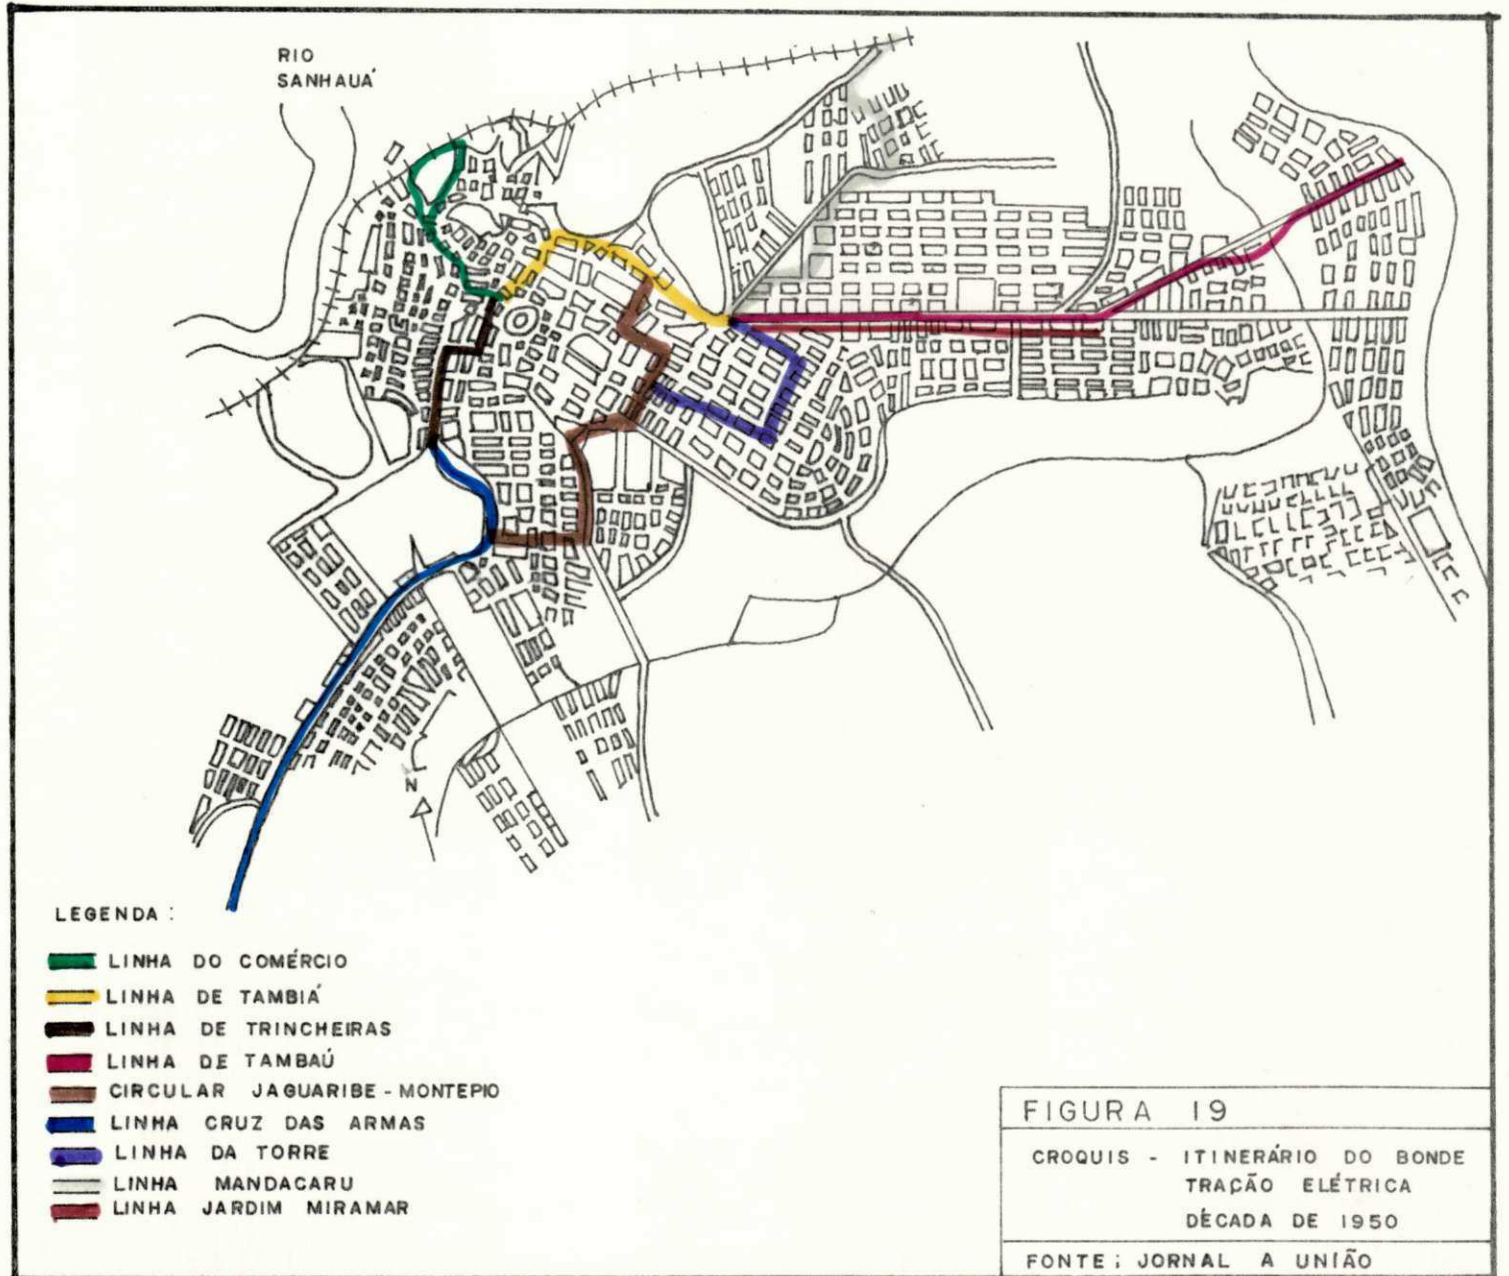 RIO
SANHAUÁ
N
LEGENDA :
LINHA DO COMÉRCIO
LINHA DE TAMBIÁ
LINHA DE TRINCHEIRAS
LINHA DE TAMBAÚ
CIRCULAR JAGUARIBE - MONTEPIO
LINHA CRUZ DAS ARMAS
LINHA DA TORRE
LINHA MANDACARU
LINHA JARDIM MIRAMAR
FIGURA 19
CROQUIS - ITINERÁRIO DO BONDE
TRAÇÃO ELÉTRICA
DÉCADA DE 1950
FONTE ; JORNAL A UNIÃO